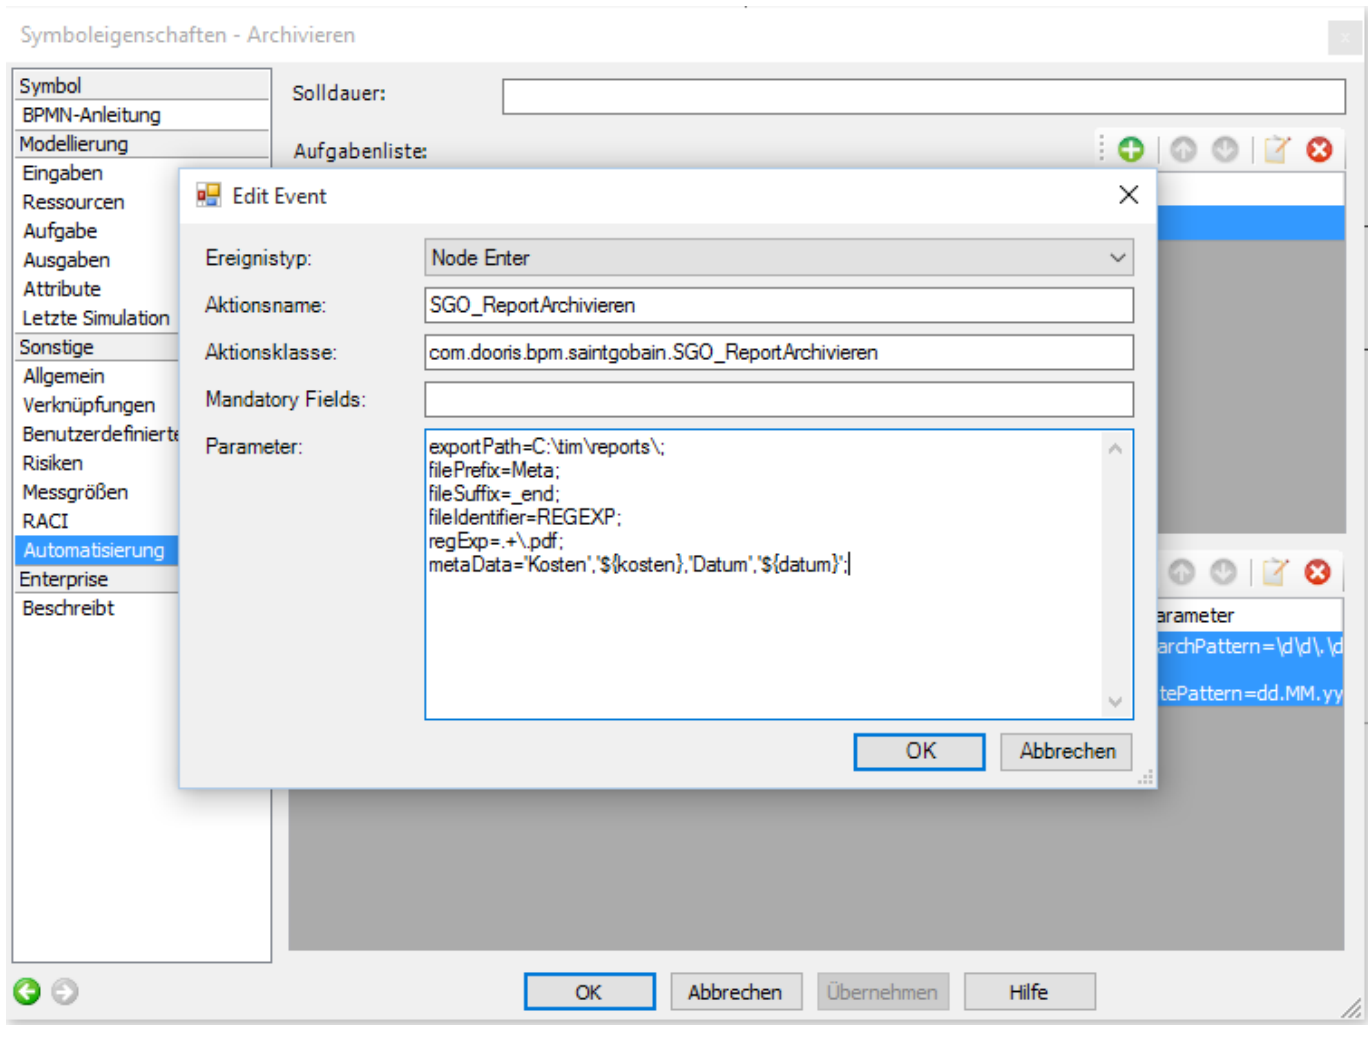 Symboleigenschaften - Archivieren
x
Symbol
BPMN-Anleitung
Modellierung
Eingaben
Ressourcen
Aufgabe
Ausgaben
Attribute
Letzte Simulation
Sonstige
Allgemein
Verknüpfungen
Benutzerdefinierte
Risiken
Messgrößen
RACI
Automatisierung
Enterprise
Beschreibt
Solldauer:
Aufgabenliste:
Edit Event
Ereignistyp:
Node Enter
Aktionsname:
SGO_ReportArchivieren
Aktionsklasse:
com.dooris.bpm.saintgobain.SGO_ReportArchivieren
Mandatory Fields:
Parameter:
exportPath=C:\tim\reports\;
filePrefix=Meta;
fileSuffix=_end;
fileIdentifier=REGEXP;
regExp=.+\.pdf;
metaData="Kosten","${kosten},"Datum","${datum}";
OK
Abbrechen
arameter
archPattern=\d\d\.\d
tePattern=dd.MM.yy
OK
Abbrechen
Übernehmen
Hilfe